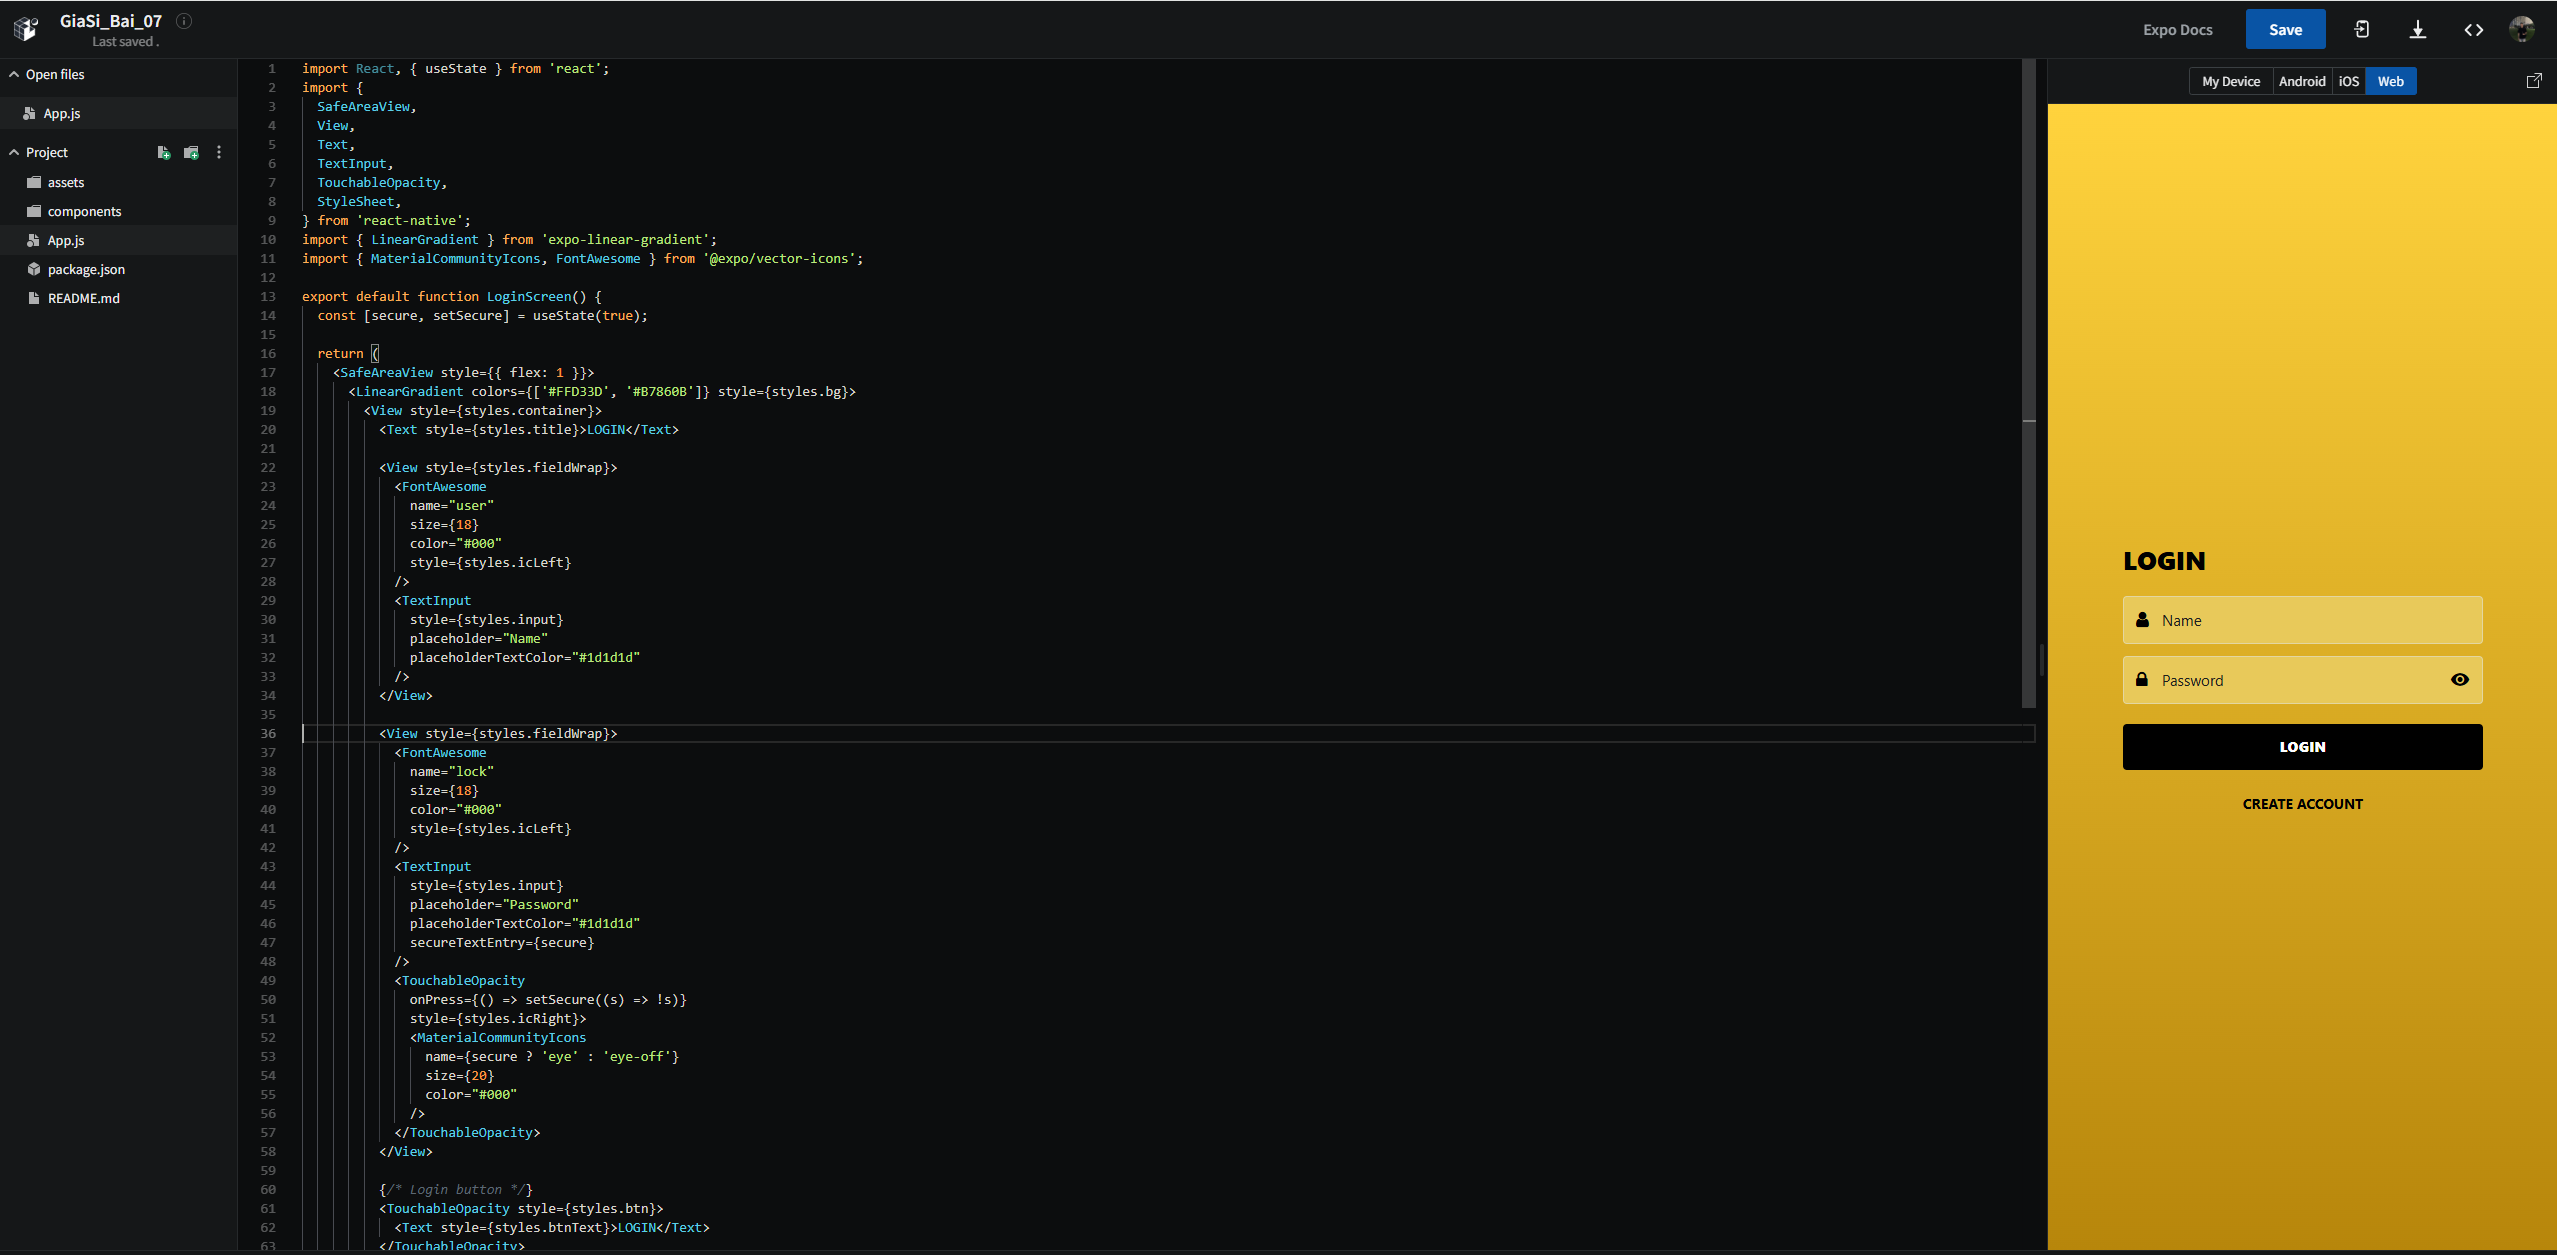 GiaSi_Bai_07
Last saved .
Expo Docs
Save
Open files
App.js
Project
assets
components
App.js
package.json
README.md
1 import React, { useState } from 'react';
2 import {
3 SafeAreaView,
4 View,
5 Text,
6 TextInput,
7 TouchableOpacity,
8 StyleSheet,
9 } from 'react-native';
10 import { LinearGradient } from 'expo-linear-gradient';
11 import { MaterialCommunityIcons, FontAwesome } from '@expo/vector-icons';
12
13 export default function LoginScreen() {
14 const [secure, setSecure] = useState(true);
15
16 return (
17 <SafeAreaView style={{ flex: 1 }}>
18 <LinearGradient colors={['#FFD33D', '#B7860B']} style={styles.bg}>
19 <View style={styles.container}>
20 <Text style={styles.title}>LOGIN</Text>
21
22 <View style={styles.fieldWrap}>
23 <FontAwesome
24 name="user"
25 size={18}
26 color="#000"
27 style={styles.icLeft}
28 />
29 <TextInput
30 style={styles.input}
31 placeholder="Name"
32 placeholderTextColor="#1d1d1d"
33 />
34 </View>
35
36 <View style={styles.fieldWrap}>
37 <FontAwesome
38 name="lock"
39 size={18}
40 color="#000"
41 style={styles.icLeft}
42 />
43 <TextInput
44 style={styles.input}
45 placeholder="Password"
46 placeholderTextColor="#1d1d1d"
47 secureTextEntry={secure}
48 />
49 <TouchableOpacity
50 onPress={() => setSecure((s) => !s)}
51 style={styles.icRight}>
52 <MaterialCommunityIcons
53 name={secure ? 'eye' : 'eye-off'}
54 size={20}
55 color="#000"
56 />
57 </TouchableOpacity>
58 </View>
59
60 {/* Login button */}
61 <TouchableOpacity style={styles.btn}>
62 <Text style={styles.btnText}>LOGIN</Text>
63 </TouchableOpacity>
My Device
Android
iOS
Web
LOGIN
Name
Password
LOGIN
CREATE ACCOUNT